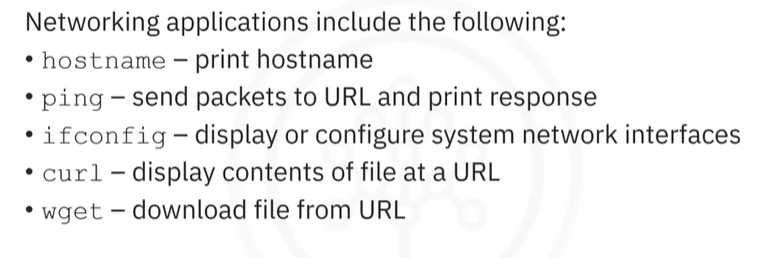 Networking applications include the following:
• hostname – print hostname
• ping – send packets to URL and print response
• ifconfig – display or configure system network interfaces
• curl – display contents of file at a URL
• wget – download file from URL